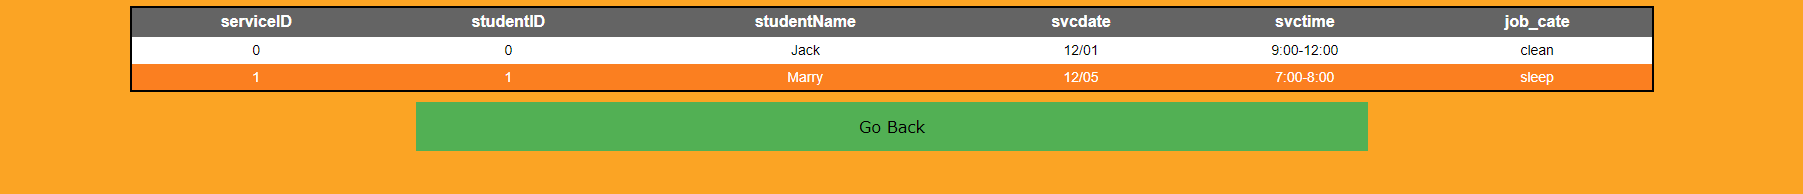 serviceID studentID studentName svcdate svctime job_cate
0 0 Jack 12/01 9:00-12:00 clean
1 1 Marry 12/05 7:00-8:00 sleep
Go Back